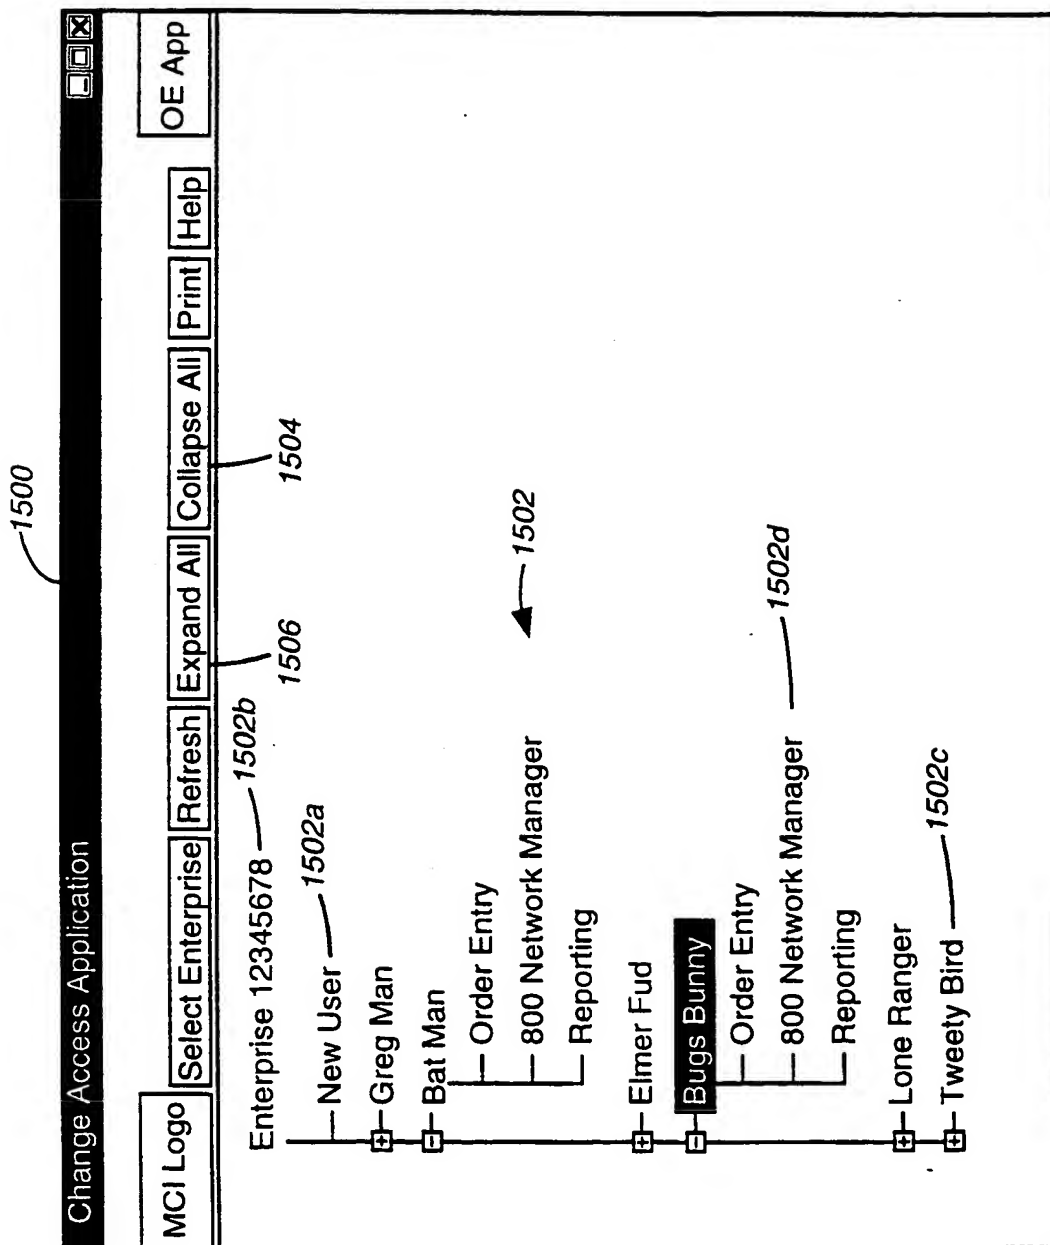 1500
Change Access Application
MCI Logo Select Enterprise Refresh Expand All Collapse All Print Help OE App
1506 1504
Enterprise 12345678 1502b
New User 1502a
Greg Man
Bat Man
Order Entry
800 Network Manager 1502
Reporting
Elmer Fud
Bugs Bunny
Order Entry
800 Network Manager 1502d
Reporting
Lone Ranger
Tweety Bird 1502c